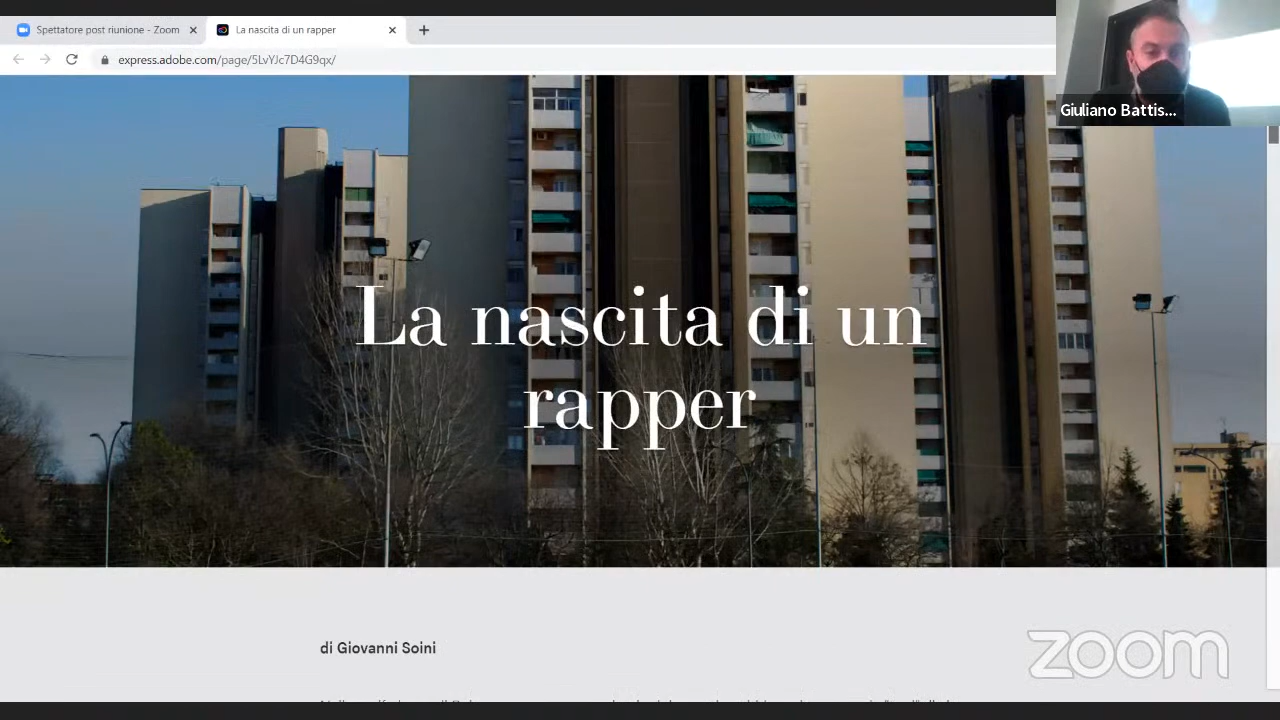 Spettatore post riunione - Zoom
La nascita di un rapper
express.adobe.com/page/5LvYJc7D4G9qx/
Giuliano Battis...
La nascita di un
rapper
di Giovanni Soini
zoom